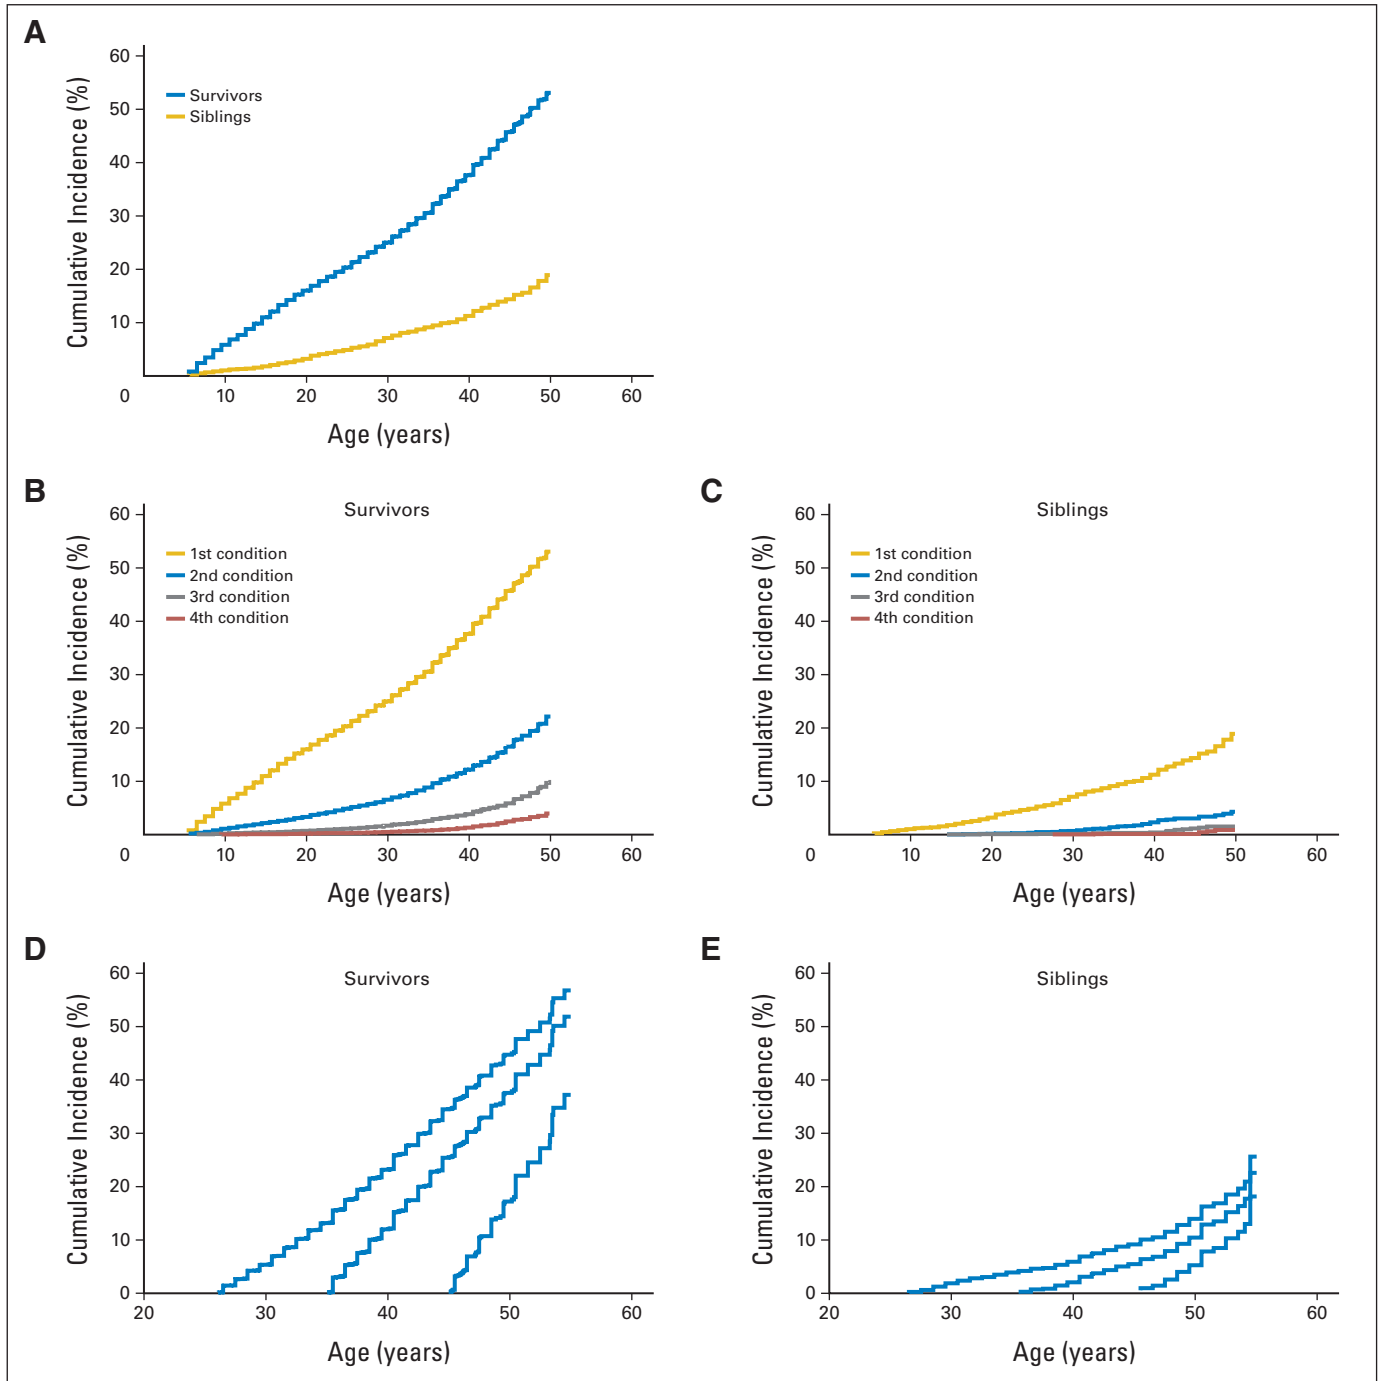 A
Cumulative Incidence (%)
60
50
40
30
20
10
0
Survivors
Siblings
10 20 30 40 50 60
Age (years)
B
Survivors
Cumulative Incidence (%)
60
50
40
30
20
10
0
1st condition
2nd condition
3rd condition
4th condition
10 20 30 40 50 60
Age (years)
C
Siblings
Cumulative Incidence (%)
60
50
40
30
20
10
0
1st condition
2nd condition
3rd condition
4th condition
10 20 30 40 50 60
Age (years)
D
Survivors
Cumulative Incidence (%)
60
50
40
30
20
10
0
20 30 40 50 60
Age (years)
E
Siblings
Cumulative Incidence (%)
60
50
40
30
20
10
0
20 30 40 50 60
Age (years)